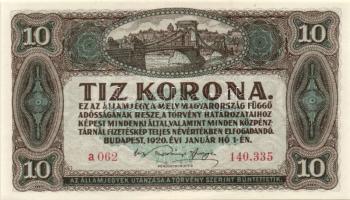 10 10
TIZ KORONA.
EZ AZ ÁLLAMJEGY, A MELY MAGYARORSZÁG FÜGGŐ
ADÓSSÁGÁNAK RÉSZE, A TÖRVÉNY HATÁROZATAIHOZ
KÉPEST MINDENKI ÁLTAL, VALAMINT MINDEN KÖZPÉNZ-
TÁRNÁL FIZETÉSKÉP TELJES NÉVÉRTÉKBEN ELFOGADANDÓ.
BUDAPEST, 1920. ÉVI JANUÁR HÓ 1-ÉN.
a 062 140.335
10 10
AZ ÁLLAMJEGYEK UTÁNZÁSA A TÖRVÉNY SZERINT BÜNTETTETIK.